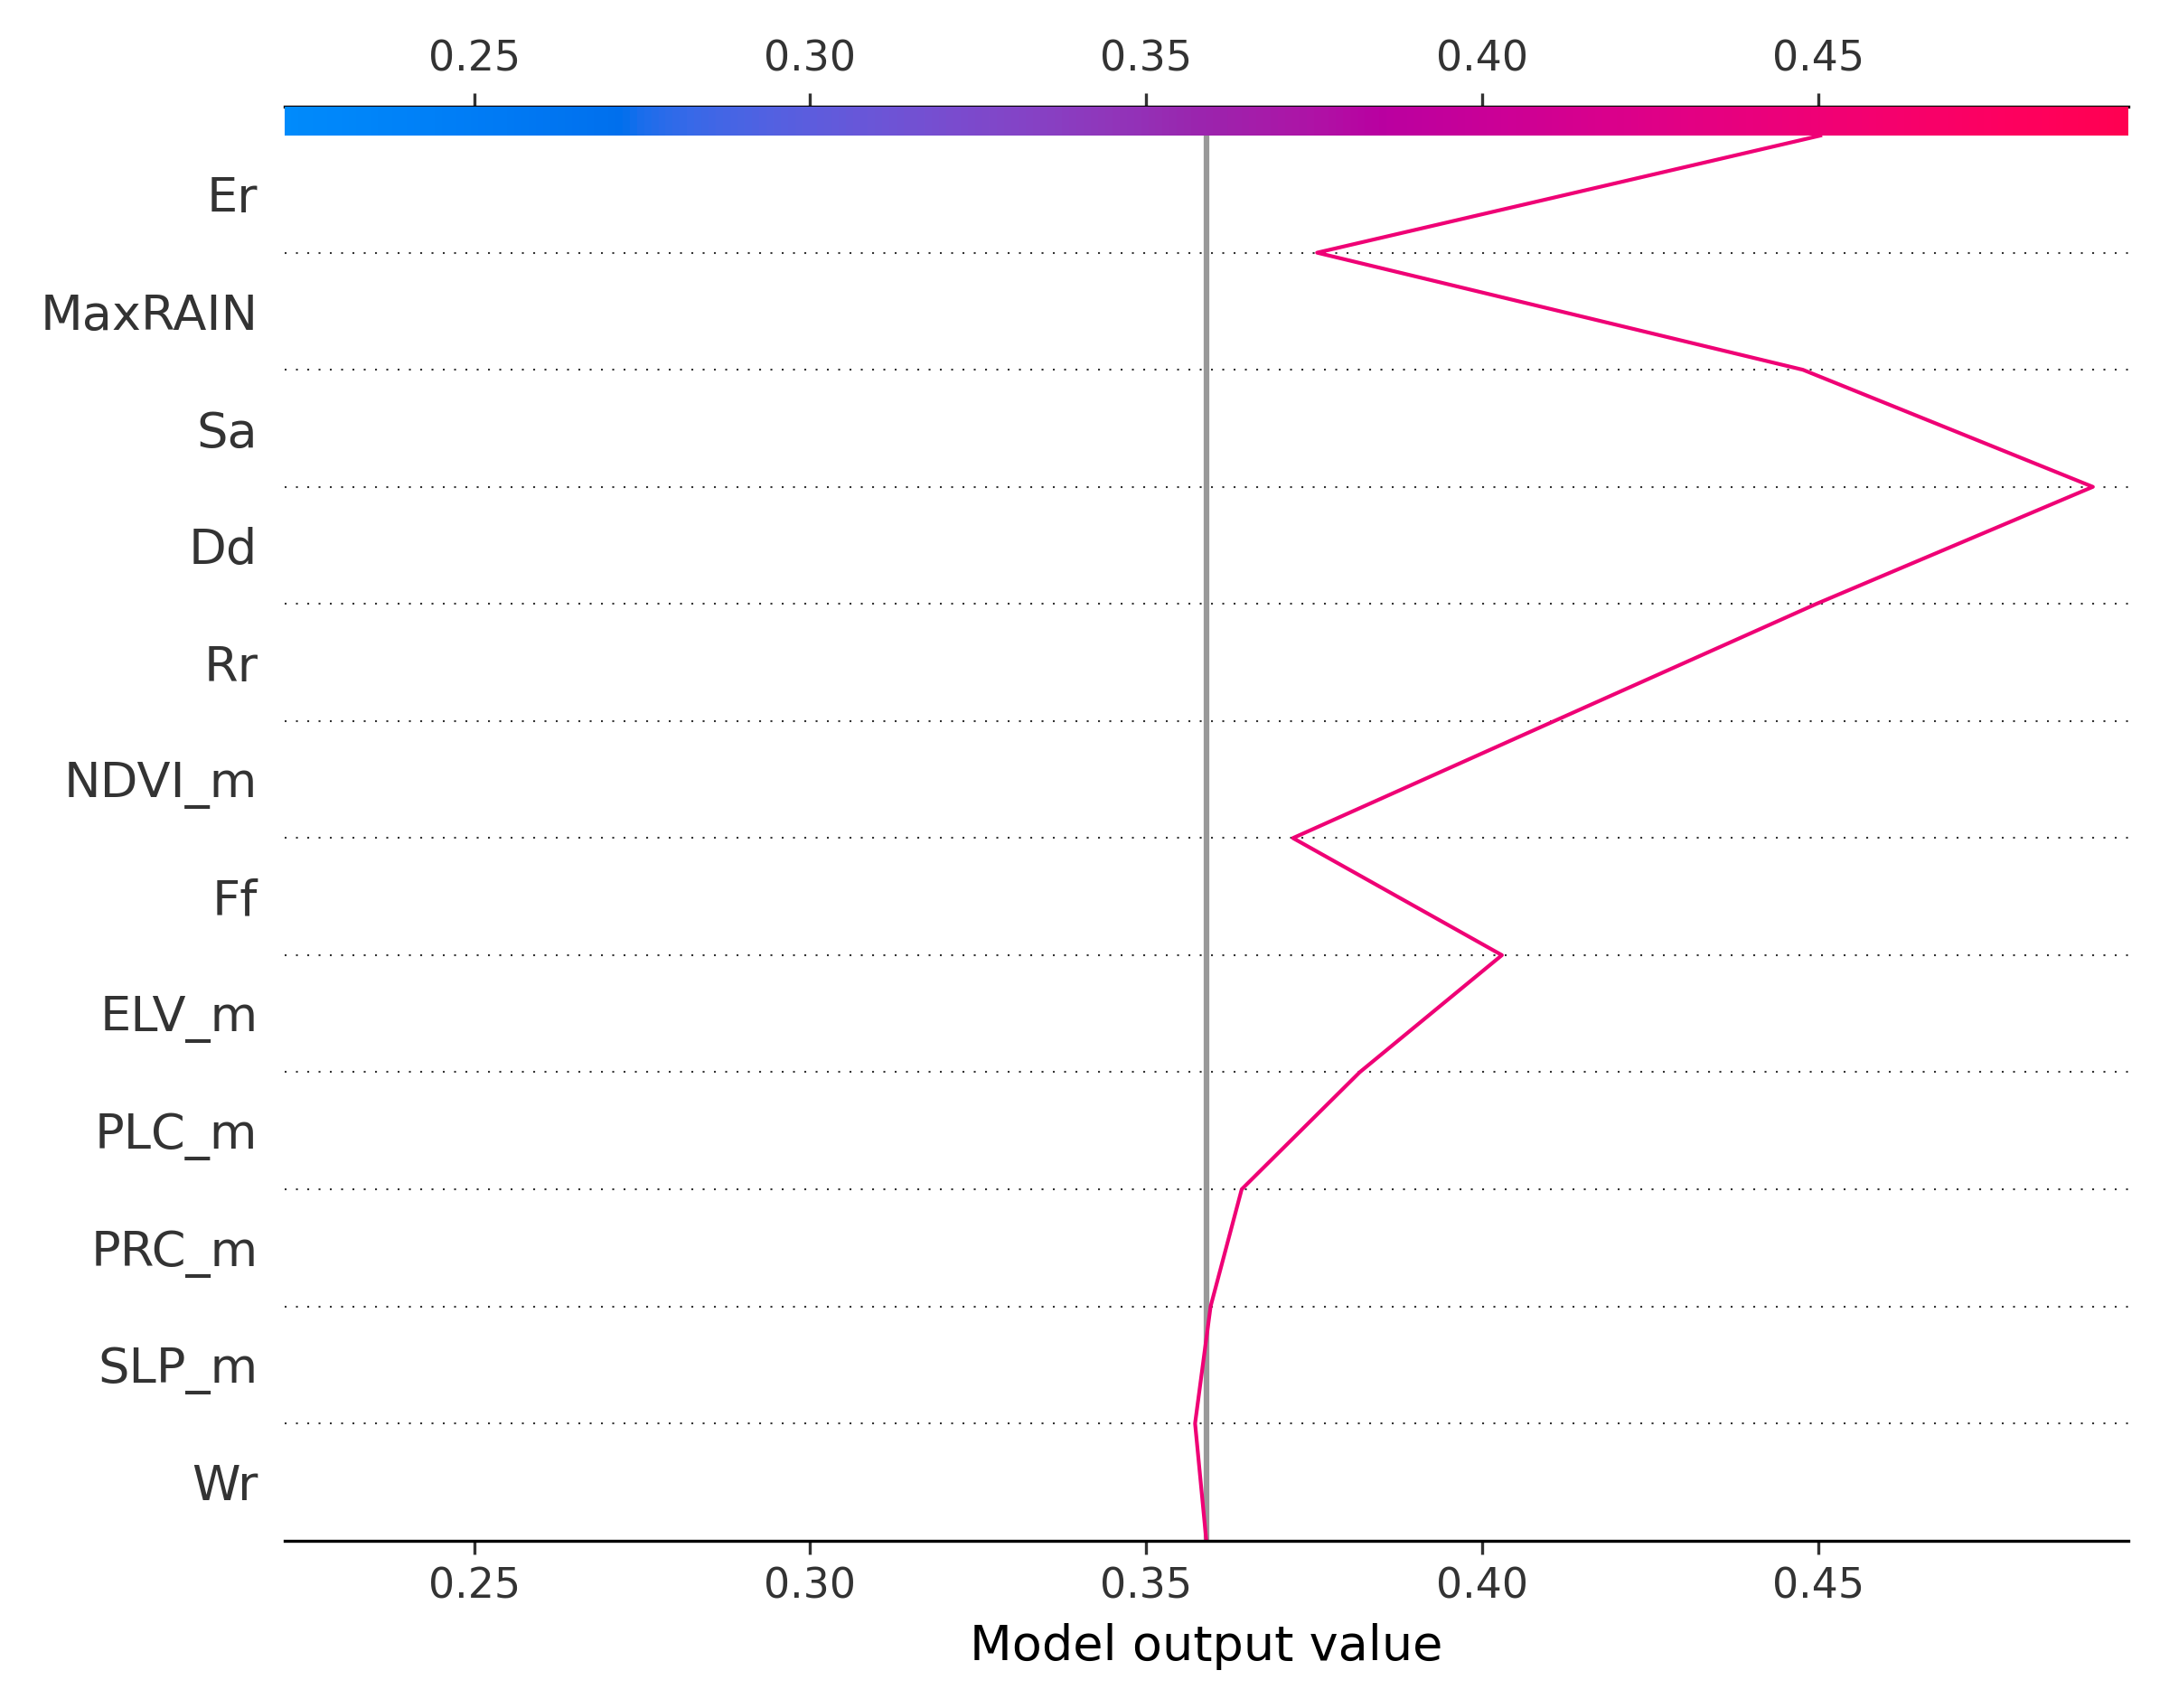 0.25 0.30 0.35 0.40 0.45
Er
MaxRAIN
Sa
Dd
Rr
NDVI_m
Ff
ELV_m
PLC_m
PRC_m
SLP_m
Wr
0.25 0.30 0.35 0.40 0.45
Model output value